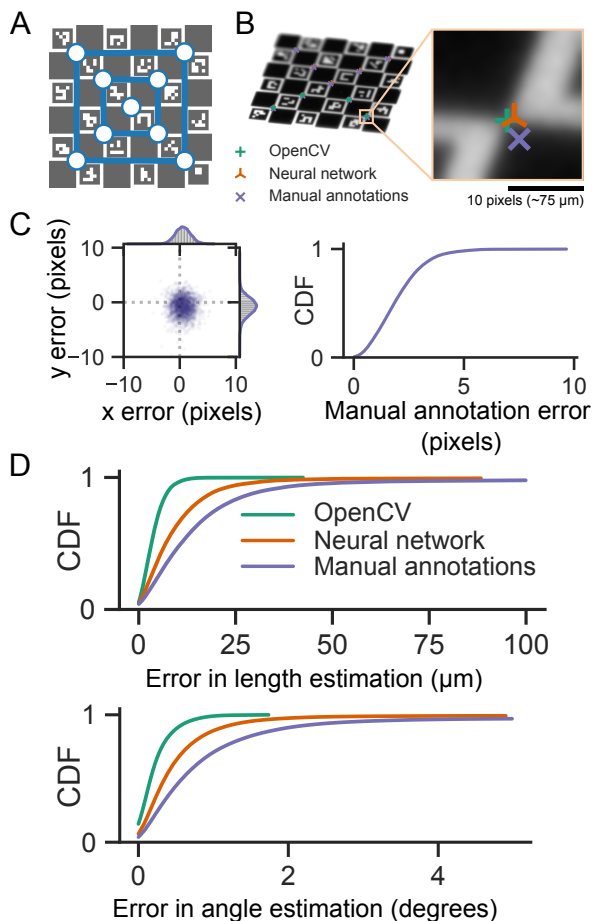 A
B
OpenCV
Neural network
Manual annotations
10 pixels (~75 µm)
C
10
0
−10
y error (pixels)
−10
0
10
x error (pixels)
1
0
CDF
0
5
10
Manual annotation error
(pixels)
D
1
0
CDF
OpenCV
Neural network
Manual annotations
0
25
50
75
100
Error in length estimation (µm)
1
0
CDF
0
2
4
Error in angle estimation (degrees)